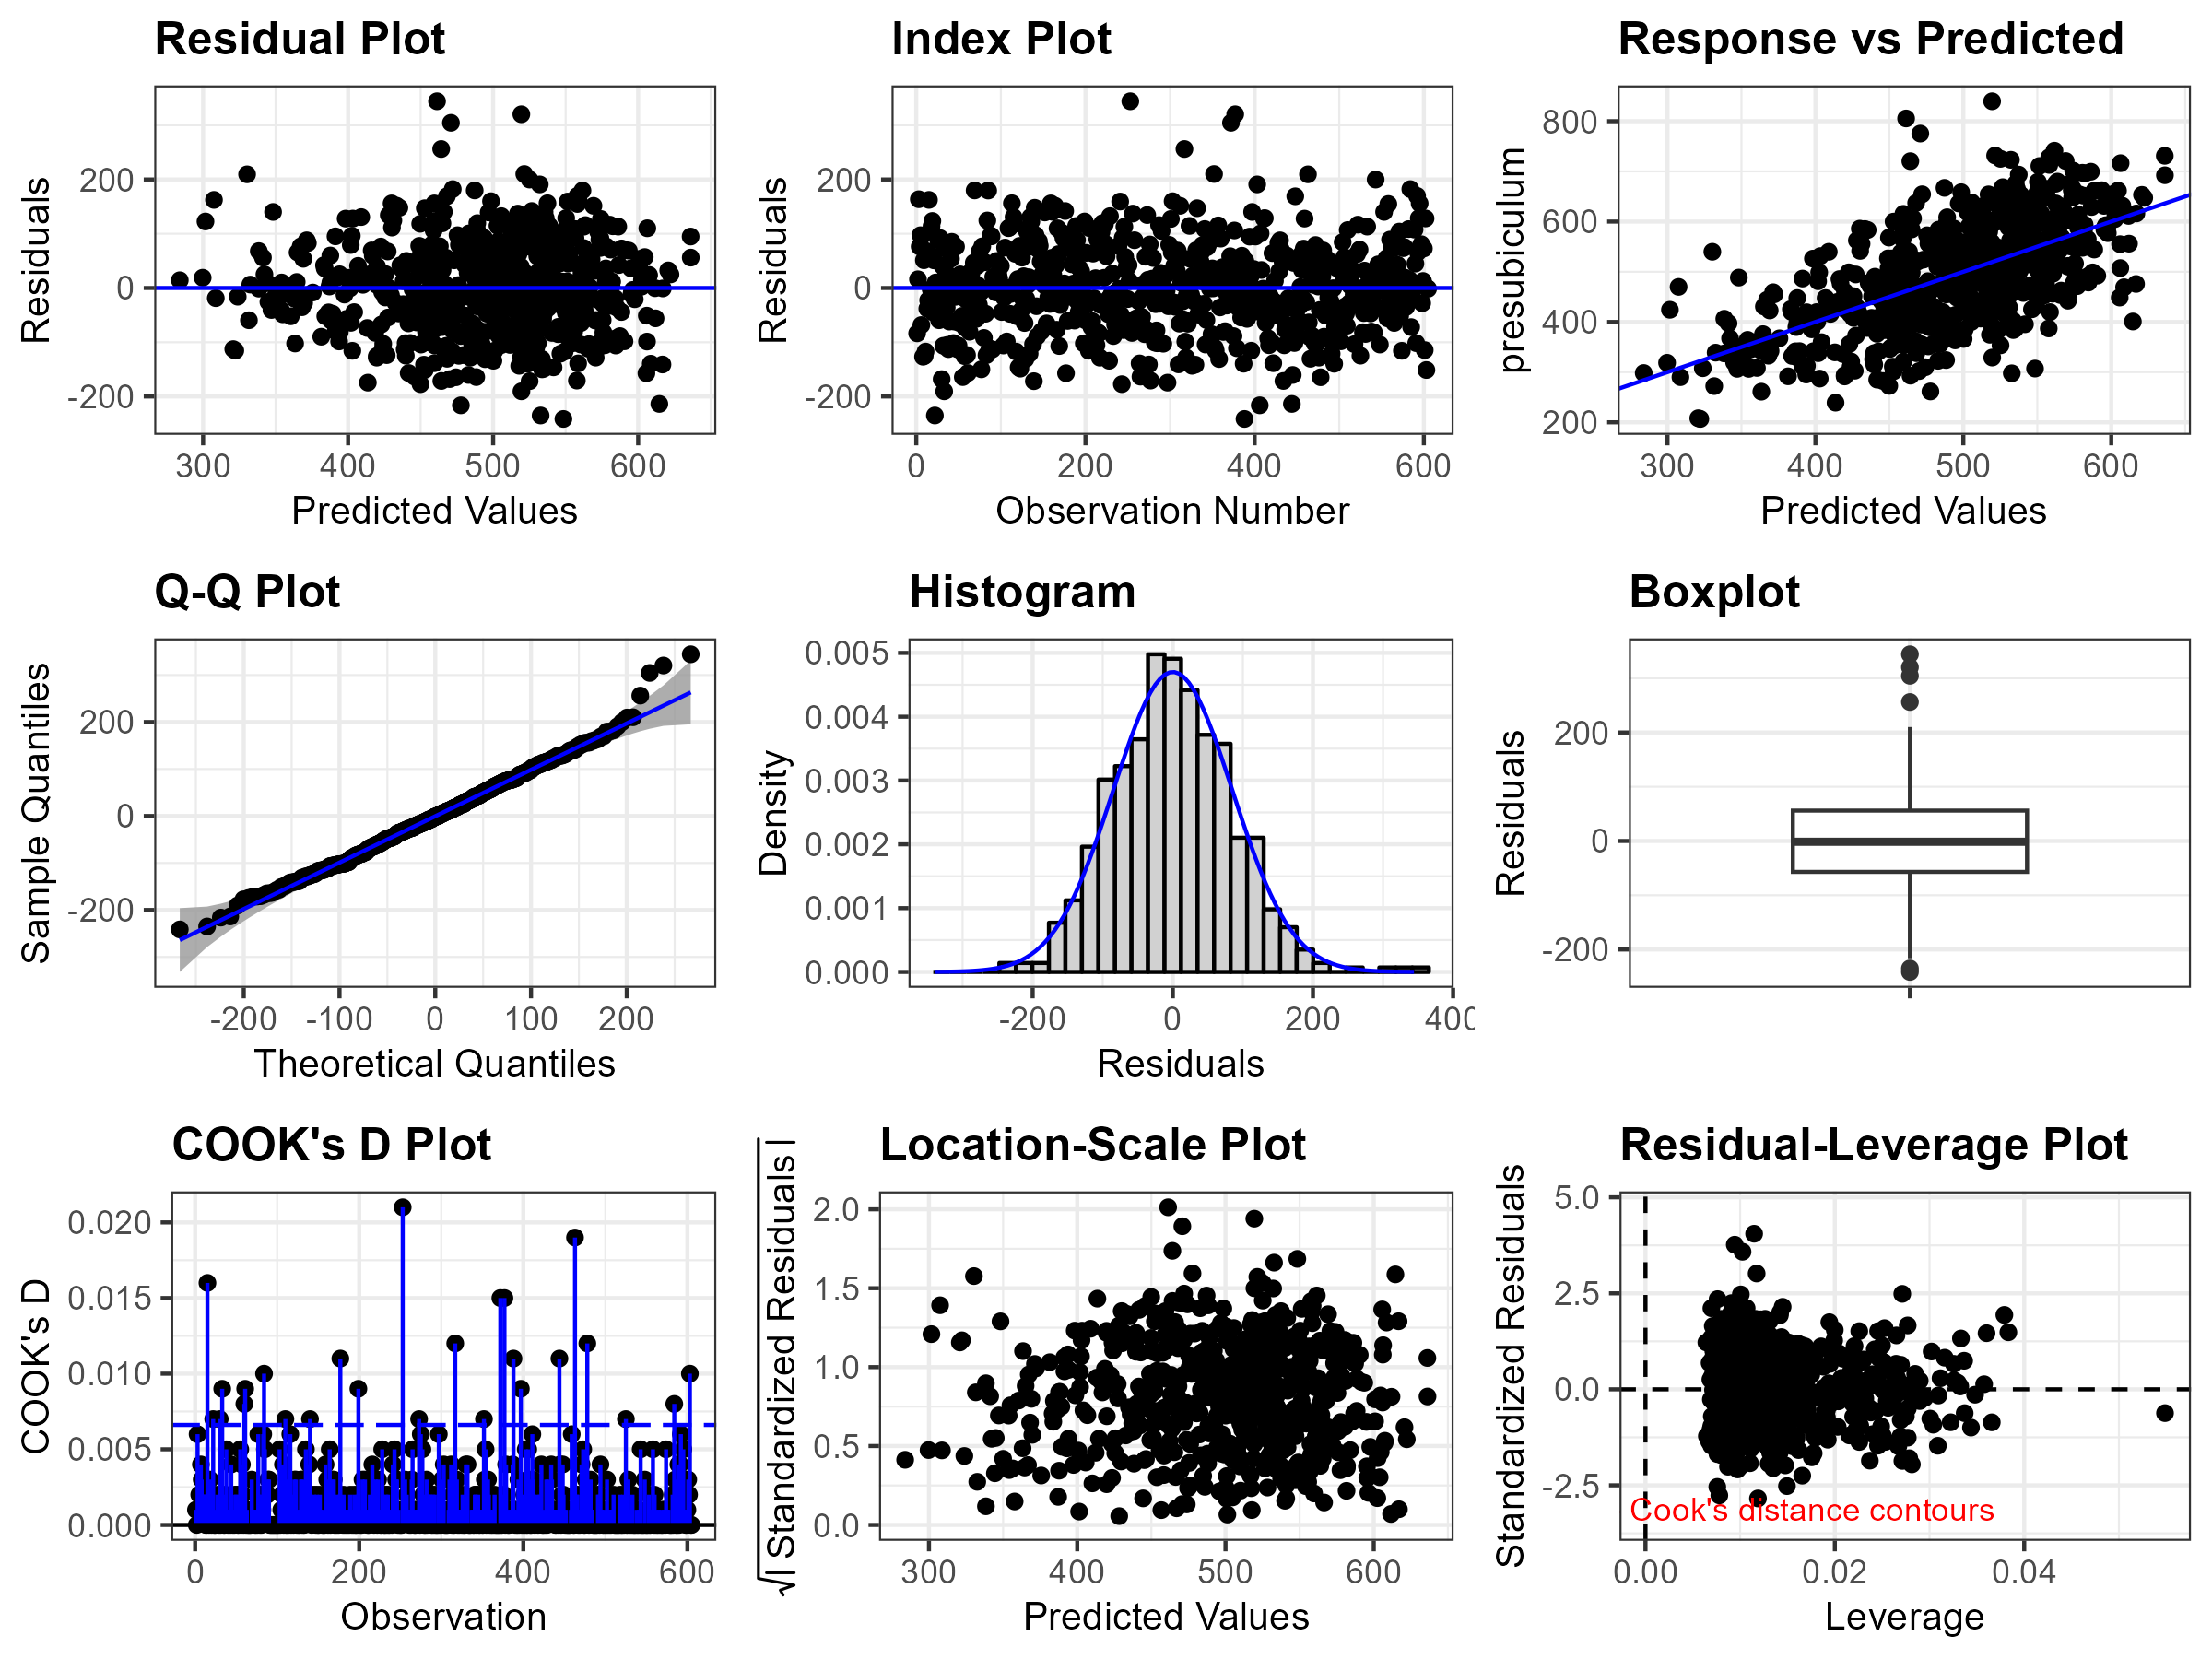 Residual Plot
Residuals
200
0
-200
300 400 500 600
Predicted Values
Index Plot
Residuals
200
0
-200
0 200 400 600
Observation Number
Response vs Predicted
presubiculum
800
600
400
200
300 400 500 600
Predicted Values
Q-Q Plot
Sample Quantiles
200
0
-200
-200 -100 0 100 200
Theoretical Quantiles
Histogram
Density
0.005
0.004
0.003
0.002
0.001
0.000
-200 0 200 400
Residuals
Boxplot
Residuals
200
0
-200
COOK's D Plot
COOK's D
0.020
0.015
0.010
0.005
0.000
0 200 400 600
Observation
Location-Scale Plot
√| Standardized Residuals |
2.0
1.5
1.0
0.5
0.0
300 400 500 600
Predicted Values
Residual-Leverage Plot
Standardized Residuals
5.0
2.5
0.0
-2.5
Cook's distance contours
0.00 0.02 0.04
Leverage